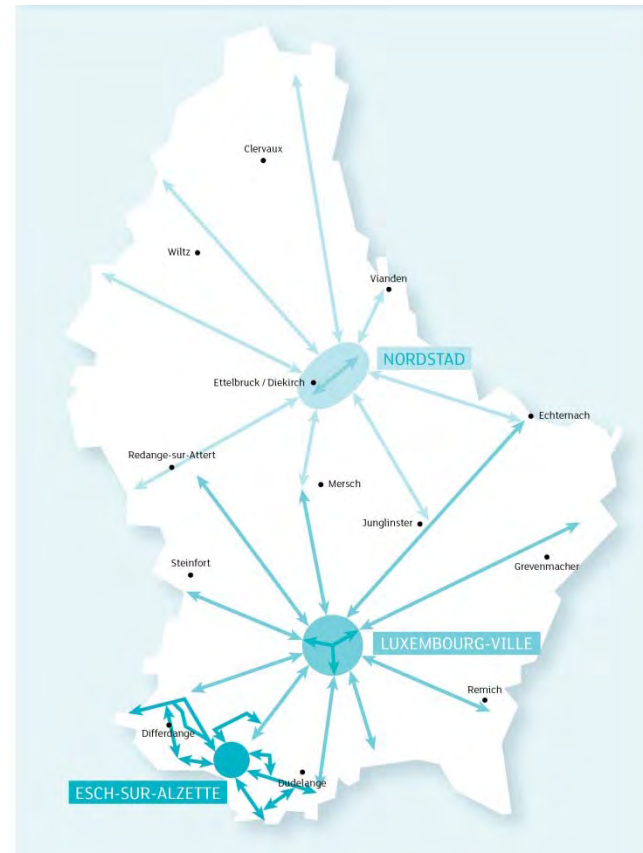 Clervaux
Wiltz
Vianden
NORDSTAD
Ettelbruck / Diekirch
Echternach
Redange-sur-Attert
Mersch
Junglinster
Steinfort
Grevenmacher
LUXEMBOURG-VILLE
Remich
Differdange
Dudelange
ESCH-SUR-ALZETTE